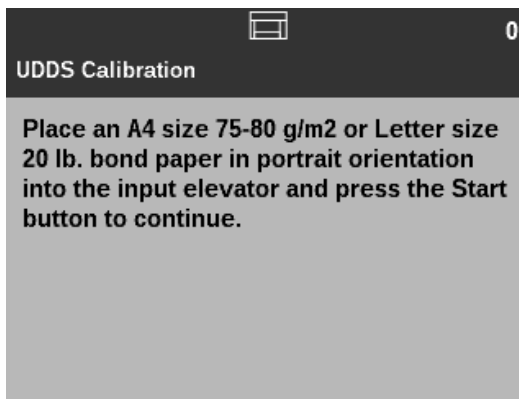 0
UDDS Calibration
Place an A4 size 75-80 g/m2 or Letter size
20 lb. bond paper in portrait orientation
into the input elevator and press the Start
button to continue.